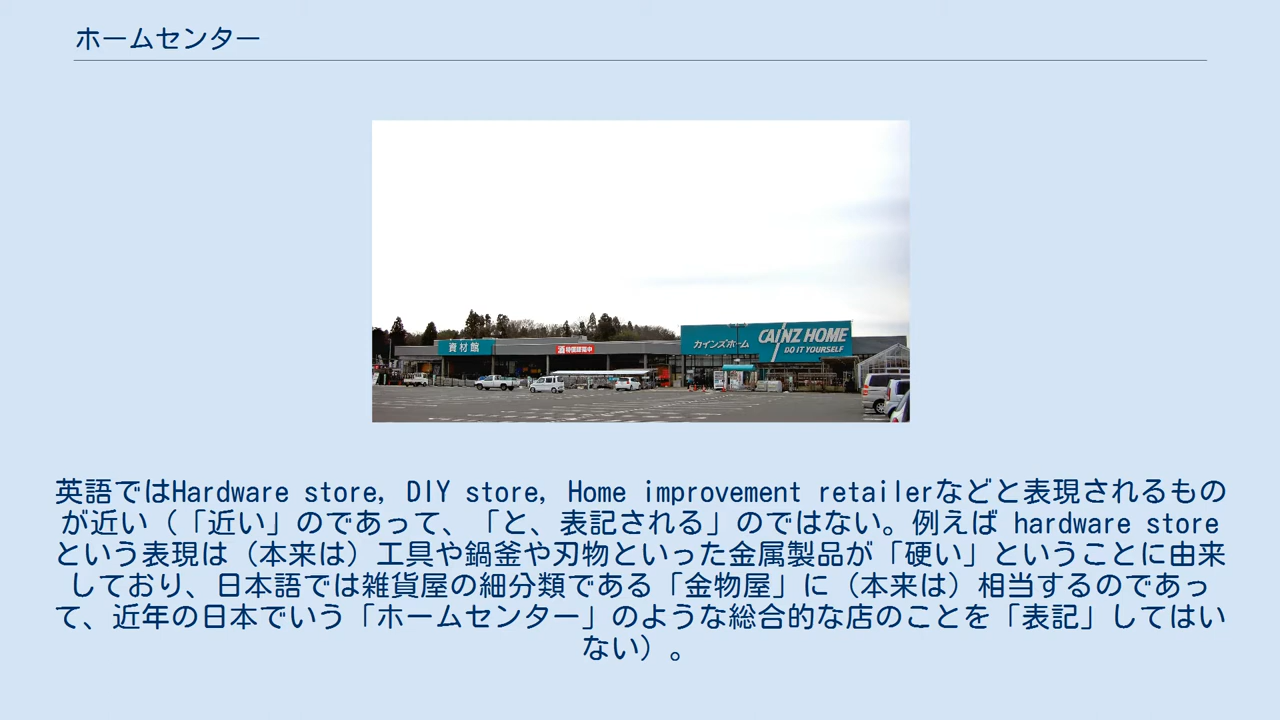 ホームセンター
資材館
カインズホーム
CAINZ HOME
DO IT YOURSELF
英語ではHardware store, DIY store, Home improvement retailerなどと表現されるもの
が近い（「近い」のであって、「と、表記される」のではない。例えば hardware store
という表現は（本来は）工具や鍋釜や刃物といった金属製品が「硬い」ということに由来
しており、日本語では雑貨屋の細分類である「金物屋」に（本来は）相当するのであっ
て、近年の日本でいう「ホームセンター」のような総合的な店のことを「表記」してはい
ない）。